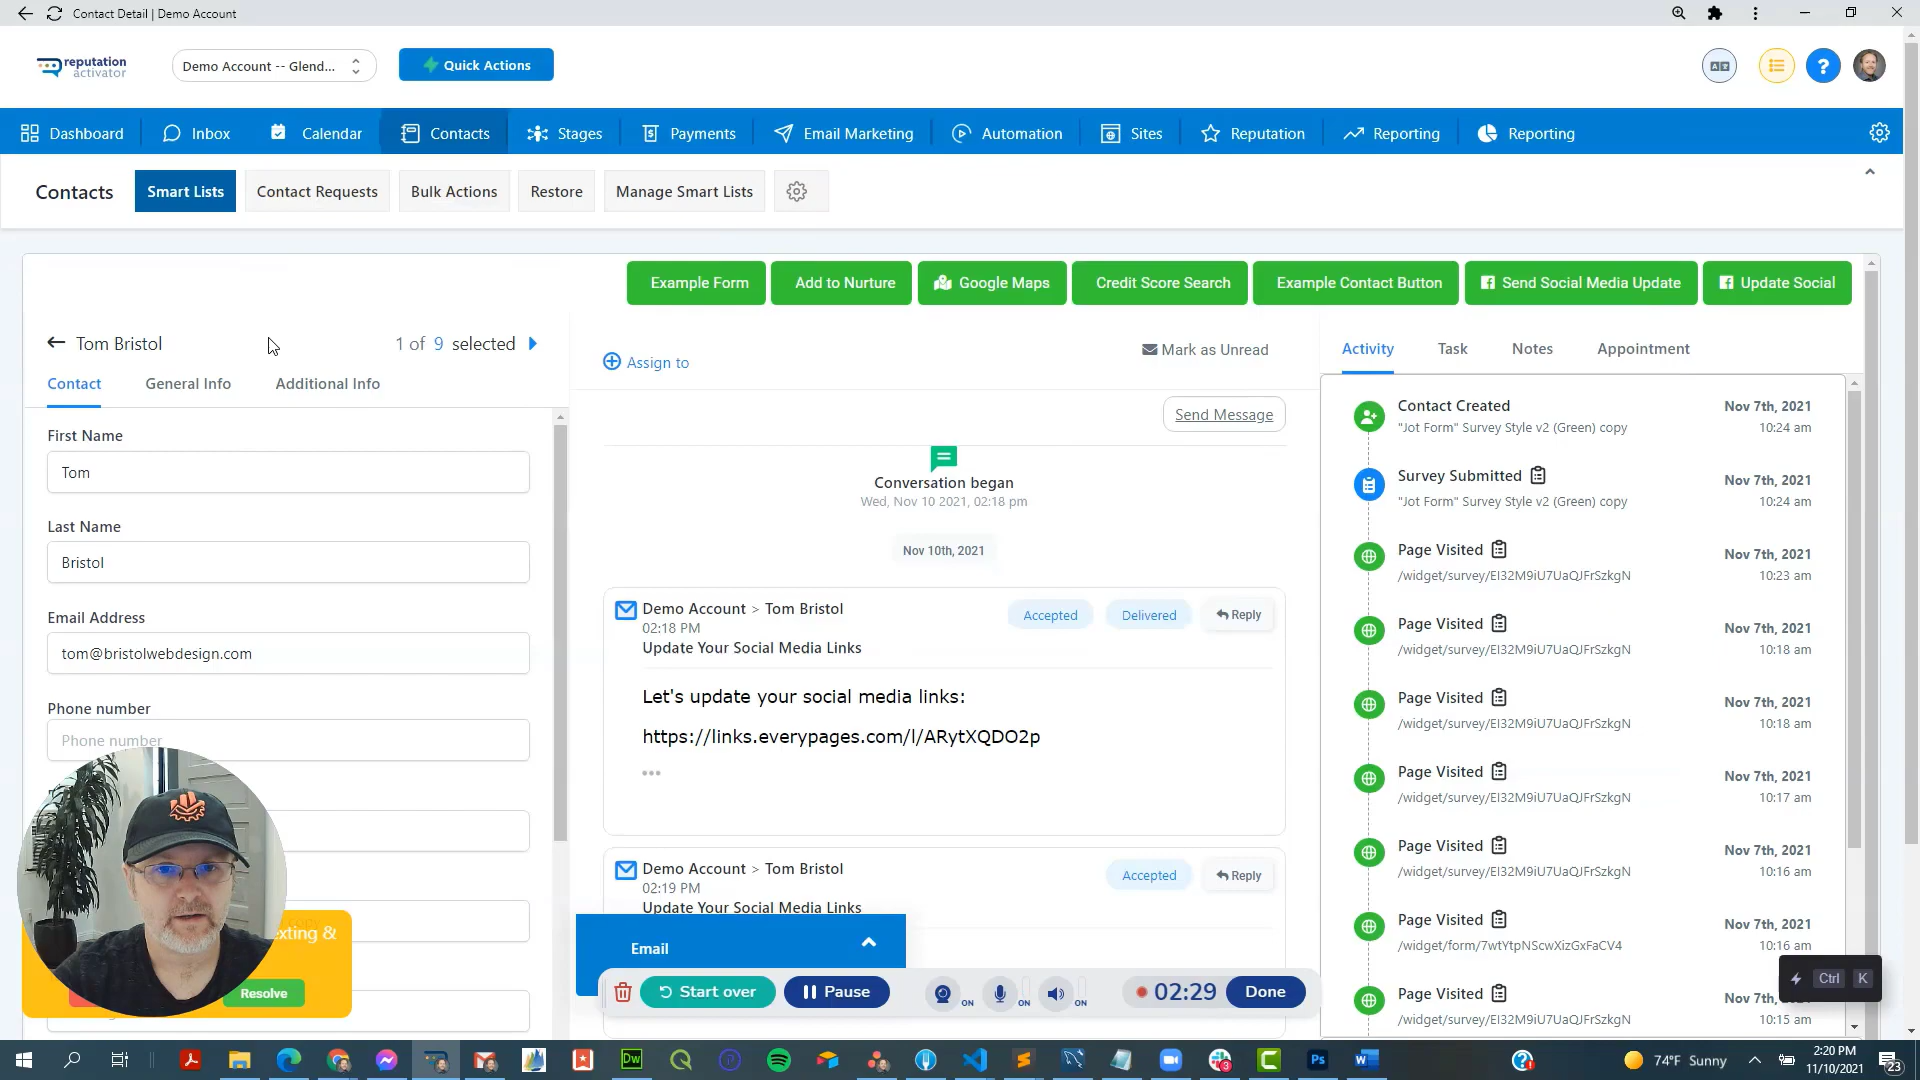 Contact Detail | Demo Account
reputation
activator
Demo Account -- Glend...
Quick Actions
Dashboard
Inbox
Calendar
Contacts
Stages
Payments
Email Marketing
Automation
Sites
Reputation
Reporting
Reporting
Contacts
Smart Lists
Contact Requests
Bulk Actions
Restore
Manage Smart Lists
Example Form
Add to Nurture
Google Maps
Credit Score Search
Example Contact Button
Send Social Media Update
Update Social
Tom Bristol
1 of 9 selected
Contact
General Info
Additional Info
First Name
Tom
Last Name
Bristol
Email Address
tom@bristolwebdesign.com
Phone number
Phone number
exting &
Resolve
Assign to
Mark as Unread
Send Message
Conversation began
Wed, Nov 10 2021, 02:18 pm
Nov 10th, 2021
Demo Account > Tom Bristol
Accepted
Delivered
Reply
02:18 PM
Update Your Social Media Links
Let's update your social media links:
https://links.everypages.com/l/ARytXQDO2p
Demo Account > Tom Bristol
Accepted
Reply
02:19 PM
Update Your Social Media Links
Email
Start over
Pause
ON
ON
ON
02:29
Done
Activity
Task
Notes
Appointment
Contact Created
Nov 7th, 2021
"Jot Form" Survey Style v2 (Green) copy
10:24 am
Survey Submitted
Nov 7th, 2021
"Jot Form" Survey Style v2 (Green) copy
10:24 am
Page Visited
Nov 7th, 2021
/widget/survey/EI32M9iU7UaQJFrSzkgN
10:23 am
Page Visited
Nov 7th, 2021
/widget/survey/EI32M9iU7UaQJFrSzkgN
10:18 am
Page Visited
Nov 7th, 2021
/widget/survey/EI32M9iU7UaQJFrSzkgN
10:18 am
Page Visited
Nov 7th, 2021
/widget/survey/EI32M9iU7UaQJFrSzkgN
10:17 am
Page Visited
Nov 7th, 2021
/widget/survey/EI32M9iU7UaQJFrSzkgN
10:16 am
Page Visited
Nov 7th, 2021
/widget/form/7wtYtpNScwXizGxFaCV4
10:16 am
Page Visited
Nov 7th,
/widget/survey/EI32M9iU7UaQJFrSzkgN
10:15 am
Ctrl
K
74°F Sunny
2:20 PM
11/10/2021
23